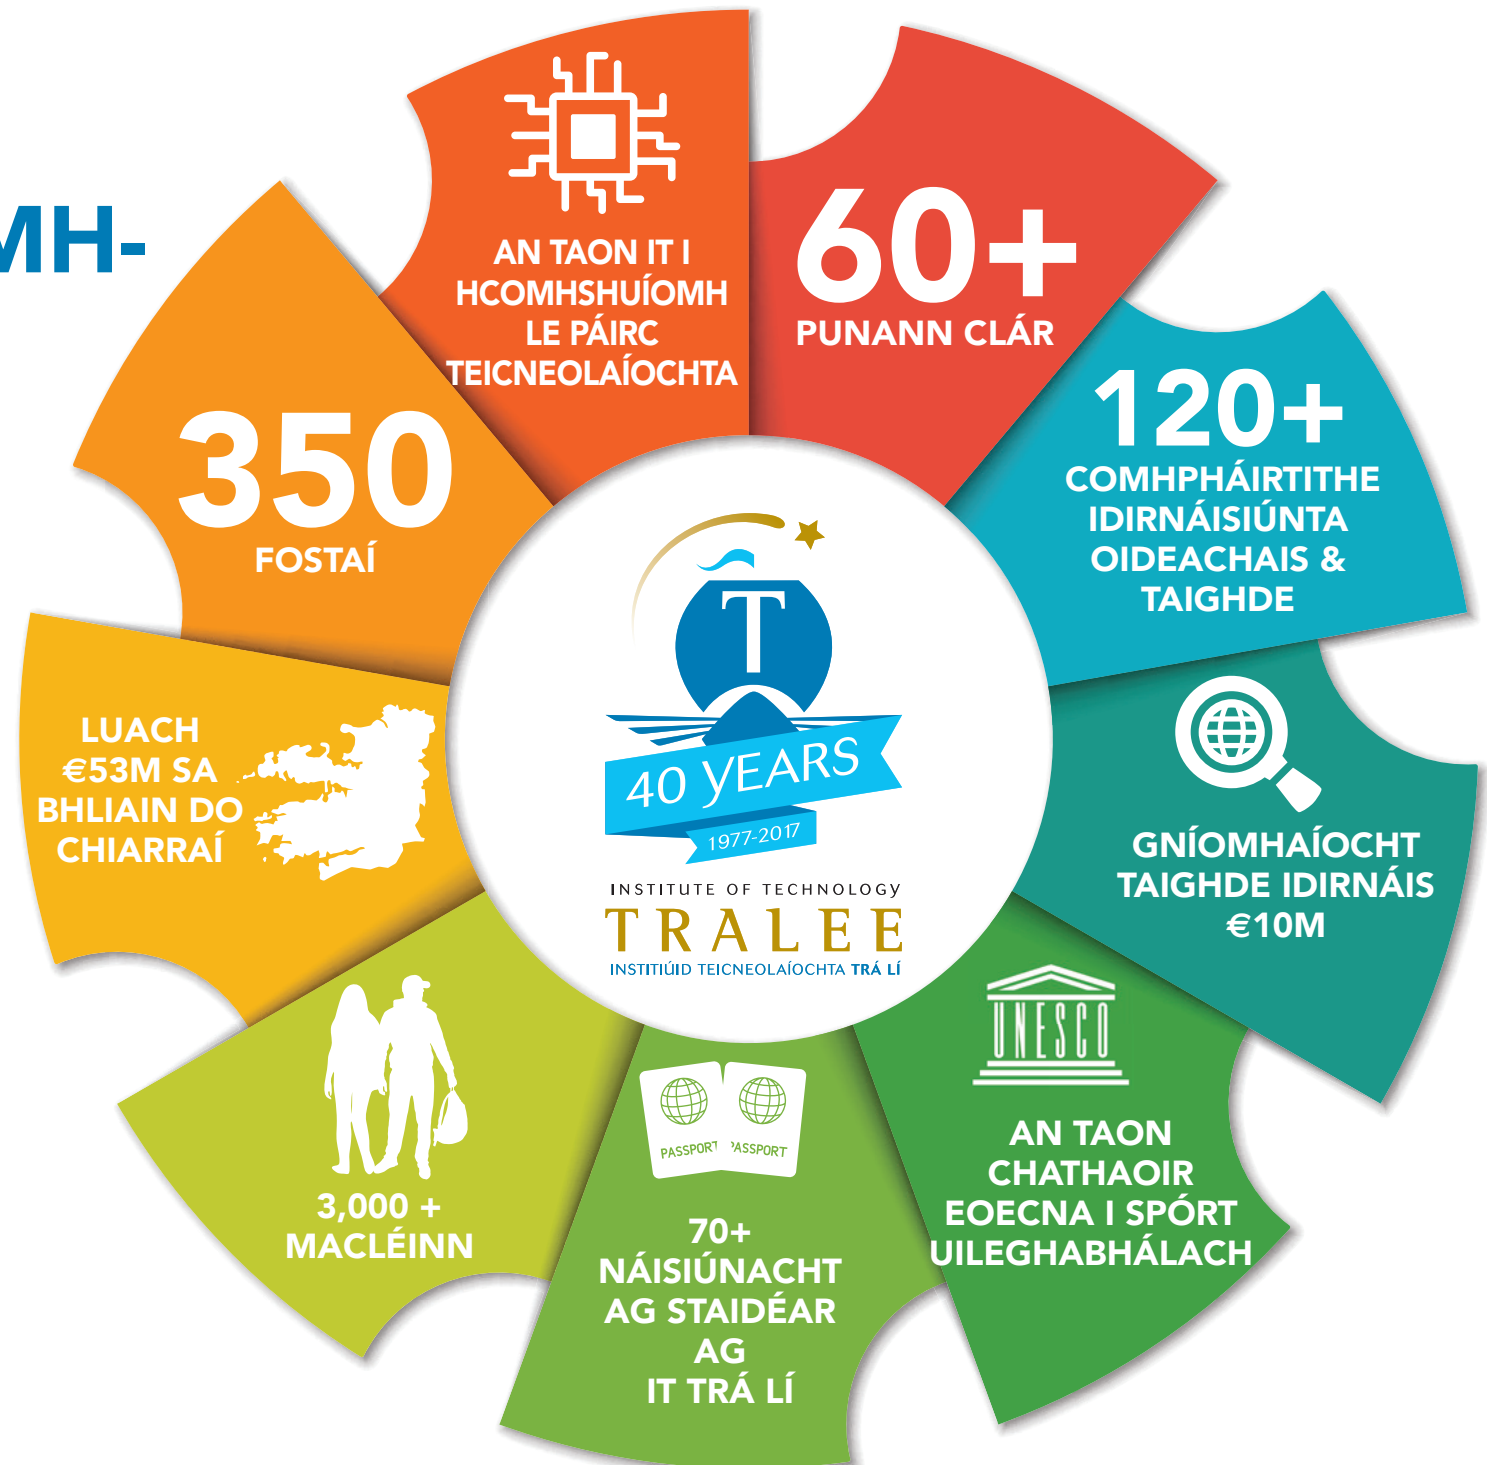 MH-
AN TAON IT I
HCOMHSHUÍOMH
LE PÁIRC
TEICNEOLAÍOCHTA
60+
PUNANN CLÁR
120+
COMHPHÁIRTITHE
IDIRNÁISIÚNTA
OIDEACHAIS &
TAIGHDE
GNÍOMHAÍOCHT
TAIGHDE IDIRNÁIS
€10M
UNESCO
AN TAON
CHATHAOIR
EOECNA I SPÓRT
UILEGHABHÁLACH
PASSPORT PASSPORT
70+
NÁISIÚNACHT
AG STAIDÉAR
AG
IT TRÁ LÍ
3,000 +
MACLÉINN
LUACH
€53M SA
BHLIAIN DO
CHIARRAÍ
350
FOSTAÍ
T
40 YEARS
1977-2017
INSTITUTE OF TECHNOLOGY
TRALEE
INSTITIÚID TEICNEOLAÍOCHTA TRÁ LÍ